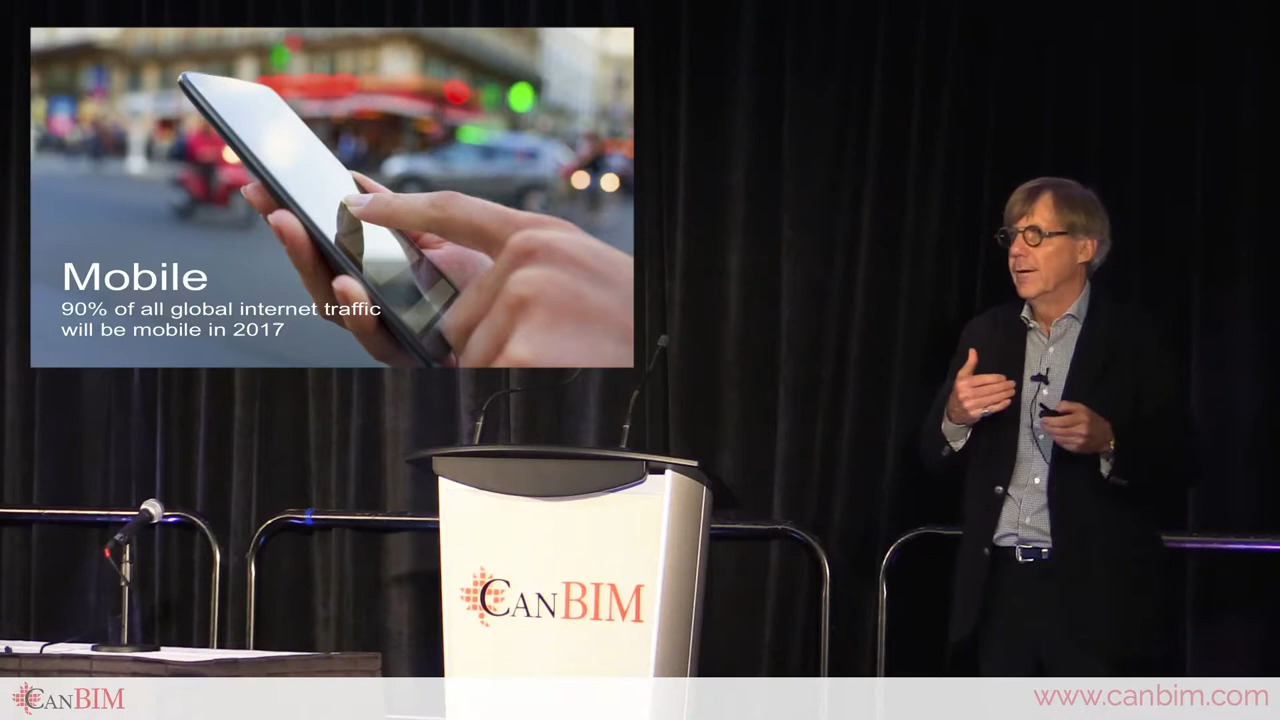 Mobile
90% of all global internet traffic
will be mobile in 2017
CANBIM
CANBIM
www.canbim.com